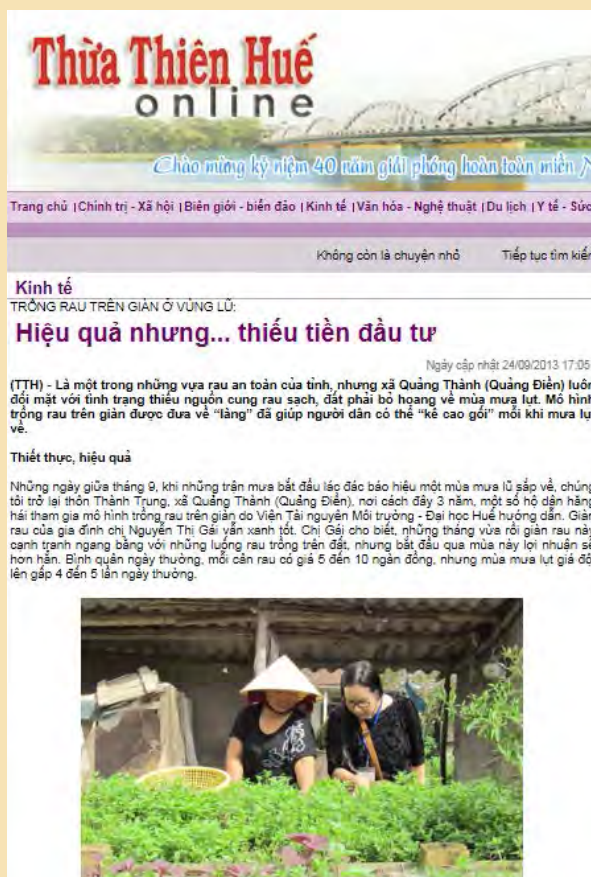 Thừa Thiên Huế
online
Chào mừng kỷ niệm 40 năm giải phóng hoàn toàn miền N
Trang chủ | Chính trị - Xã hội | Biên giới - biển đảo | Kinh tế | Văn hóa - Nghệ thuật | Du lịch | Y tế - Sức
Không còn là chuyện nhỏ Tiếp tục tìm kiếm
Kinh tế
TRỒNG RAU TRÊN GIÀN Ở VÙNG LŨ:
Hiệu quả nhưng... thiếu tiền đầu tư
Ngày cập nhật 24/09/2013 17:05
(TTH) - Là một trong những vựa rau an toàn của tỉnh, nhưng xã Quảng Thành (Quảng Điền) luôn
đối mặt với tình trạng thiếu nguồn cung rau sạch, đất phải bỏ hoang về mùa mưa lụt. Mô hình
trồng rau trên giàn được đưa về “làng” đã giúp người dân có thể “kê cao gối” mỗi khi mưa lụ
về.
Thiết thực, hiệu quả
Những ngày giữa tháng 9, khi những trận mưa bắt đầu lác đác báo hiệu một mùa mưa lũ sắp về, chúng
tôi trở lại thôn Thành Trung, xã Quảng Thành (Quảng Điền), nơi cách đây 3 năm, một số hộ dân hăng
hái tham gia mô hình trồng rau trên giàn do Viện Tài nguyên Môi trường - Đại học Huế hướng dẫn. Giàn
rau của gia đình chị Nguyễn Thị Gái vẫn xanh tốt. Chị Gái cho biết, những tháng vừa rồi giàn rau này
cạnh tranh ngang bằng với những luống rau trồng trên đất, nhưng bắt đầu qua mùa này lợi nhuận sẽ
hơn hẳn. Bình quân ngày thường, mỗi cân rau có giá 5 đến 10 ngàn đồng, nhưng mùa mưa lụt giá độ
lên gấp 4 đến 5 lần ngày thường.